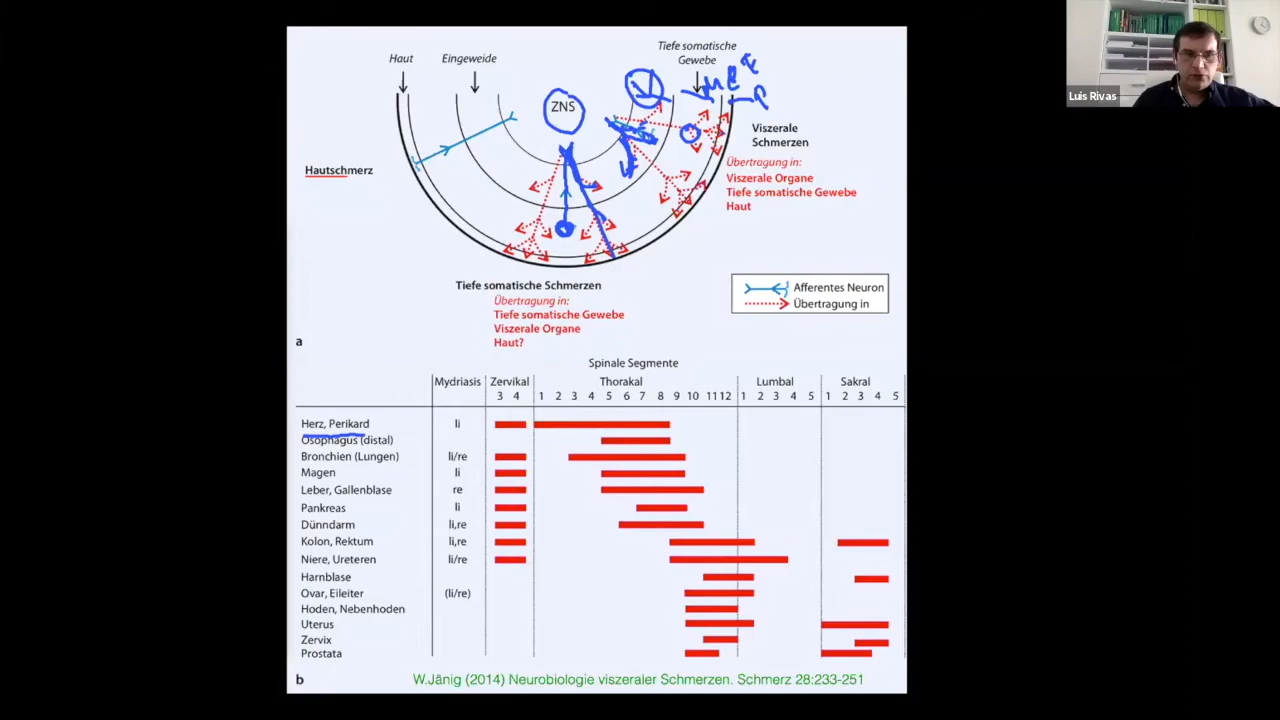 Haut
Eingeweide
Tiefe somatische
Gewebe
ZNS
Luis Rivas
Viszerale
Schmerzen
Übertragung in:
Viszerale Organe
Tiefe somatische Gewebe
Haut
Hautschmerz
Tiefe somatische Schmerzen
Übertragung in:
Tiefe somatische Gewebe
Viszerale Organe
Haut?
Afferentes Neuron
Übertragung in
a
Spinale Segmente
Mydriasis Zervikal Thorakal Lumbal Sakral
3 4 1 2 3 4 5 6 7 8 9 10 11 12 1 2 3 4 5 1 2 3 4 5
Herz, Perikard li
Ösophagus (distal)
Bronchien (Lungen) li/re
Magen li
Leber, Gallenblase re
Pankreas li
Dünndarm li,re
Kolon, Rektum li,re
Niere, Ureteren li/re
Harnblase
Ovar, Eileiter (li/re)
Hoden, Nebenhoden
Uterus
Zervix
Prostata
b W.Jänig (2014) Neurobiologie viszeraler Schmerzen. Schmerz 28:233-251